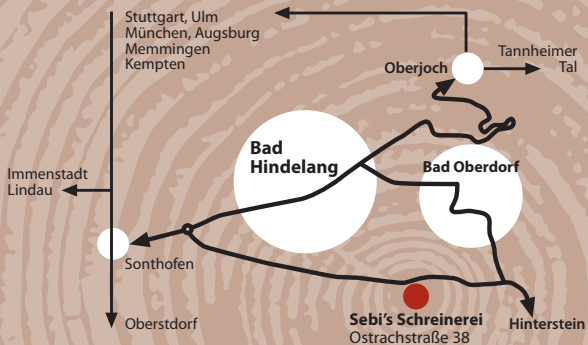 Stuttgart, Ulm
München, Augsburg
Memmingen
Kempten
Oberjoch
Tannheimer
Tal
Bad
Hindelang
Bad Oberdorf
Immenstadt
Lindau
Sonthofen
Oberstdorf
Sebi's Schreinerei
Ostrachstraße 38
Hinterstein